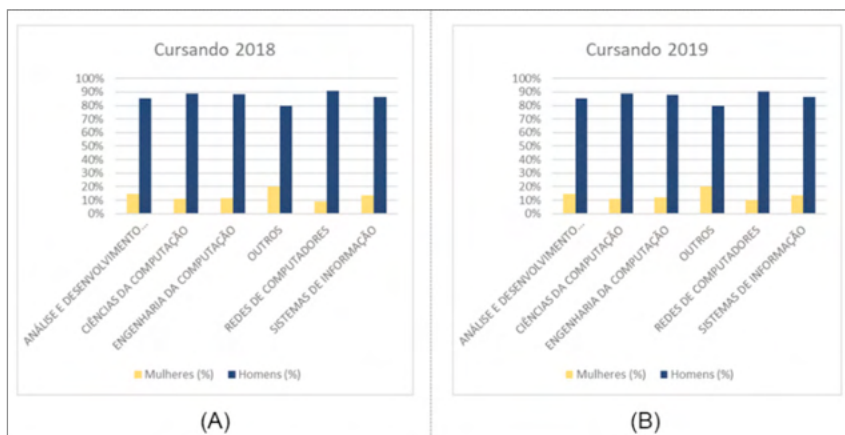 Cursando 2018
100%
90%
80%
70%
60%
50%
40%
30%
20%
10%
0%
ANÁLISE E DESENVOLVIMENTO...
CIÊNCIAS DA COMPUTAÇÃO
ENGENHARIA DA COMPUTAÇÃO
OUTROS
REDES DE COMPUTADORES
SISTEMAS DE INFORMAÇÃO
Mulheres (%) Homens (%)
(A)
Cursando 2019
100%
90%
80%
70%
60%
50%
40%
30%
20%
10%
0%
ANÁLISE E DESENVOLVIMENTO...
CIÊNCIAS DA COMPUTAÇÃO
ENGENHARIA DA COMPUTAÇÃO
OUTROS
REDES DE COMPUTADORES
SISTEMAS DE INFORMAÇÃO
Mulheres (%) Homens (%)
(B)